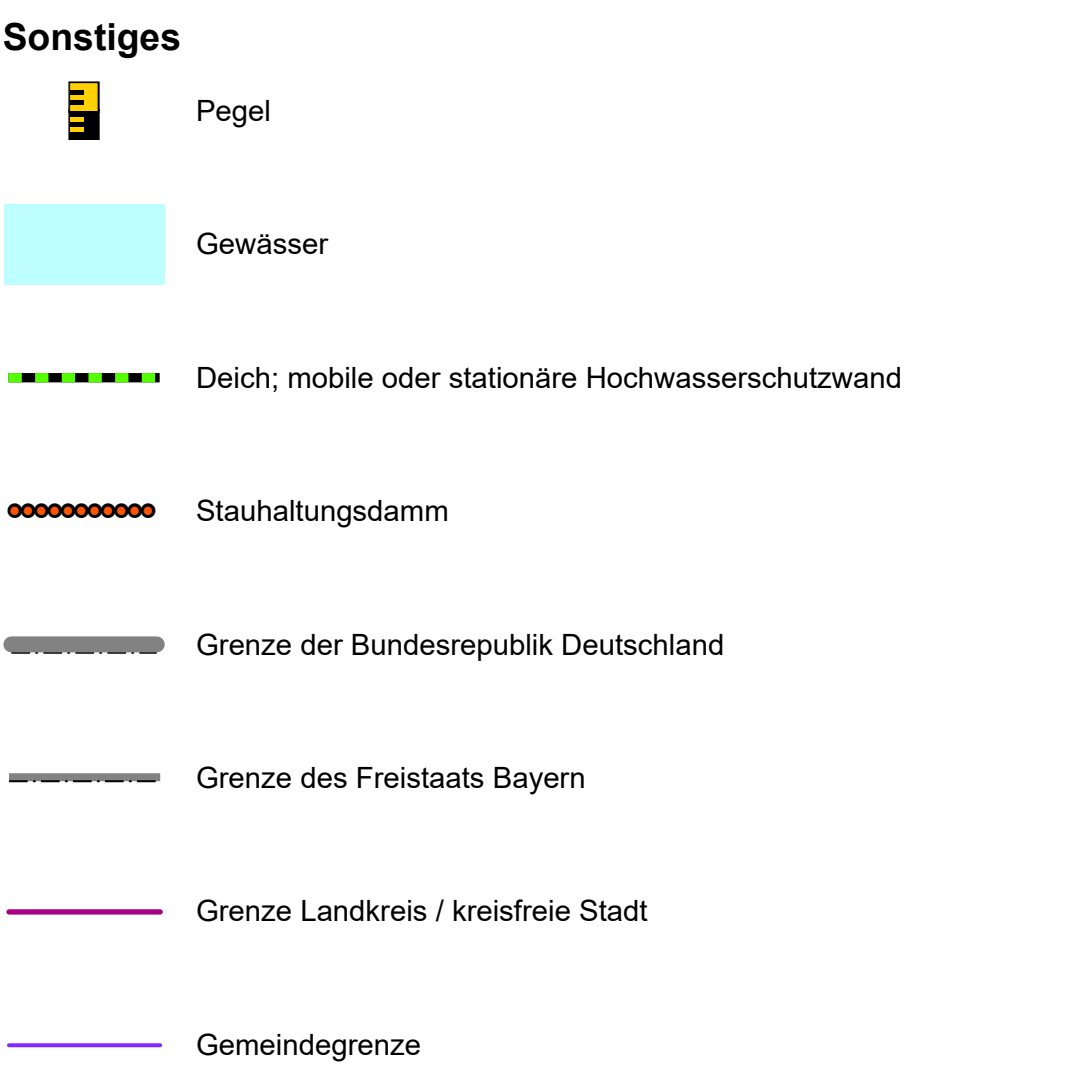 Sonstiges
Pegel
Gewässer
Deich; mobile oder stationäre Hochwasserschutzwand
Stauhaltungsdamm
Grenze der Bundesrepublik Deutschland
Grenze des Freistaats Bayern
Grenze Landkreis / kreisfreie Stadt
Gemeindegrenze